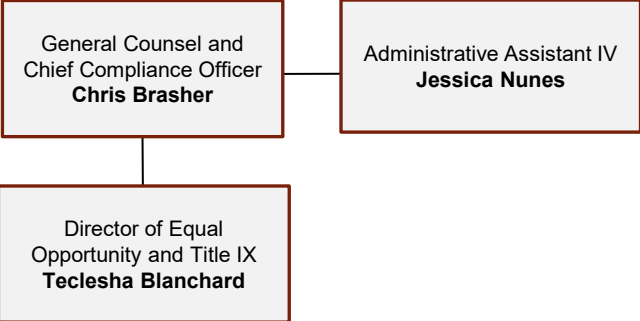 General Counsel and
Chief Compliance Officer
Chris Brasher
Administrative Assistant IV
Jessica Nunes
Director of Equal
Opportunity and Title IX
Teclesha Blanchard